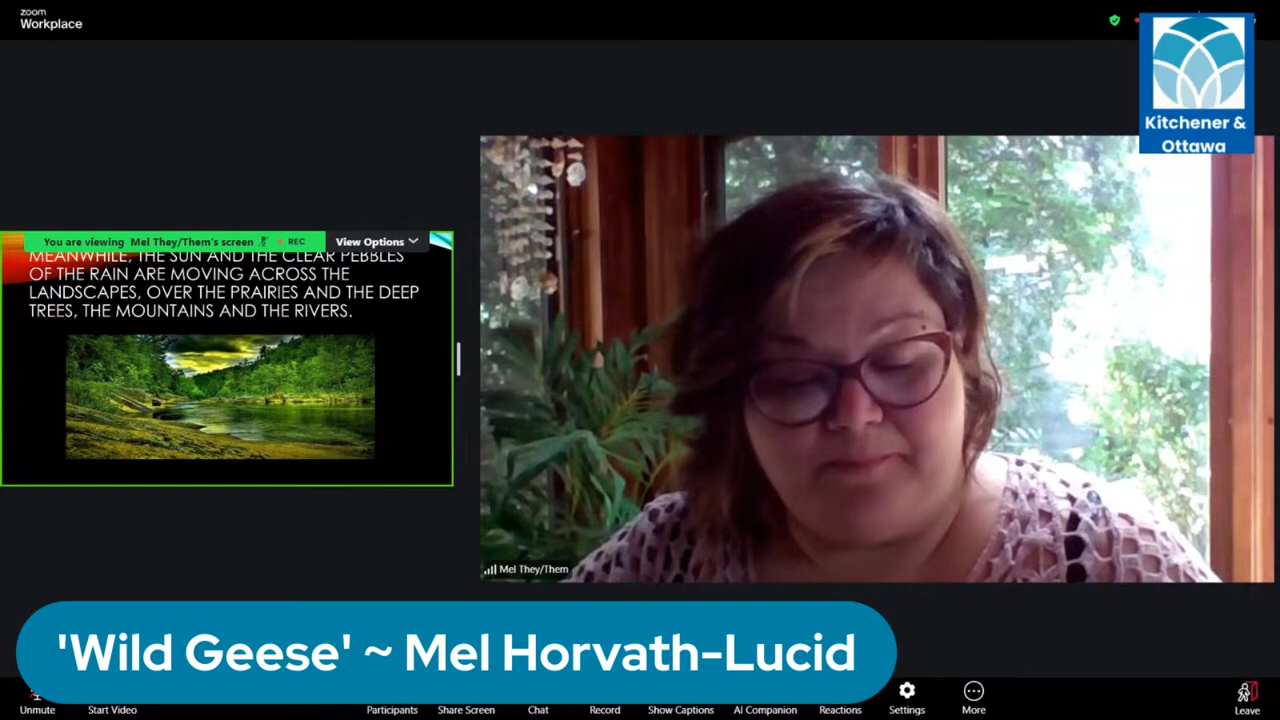 zoom
Workplace
Kitchener &
Ottawa
You are viewing Mel They/Them's screen
REC
View Options
MEANWHILE, THE SUN AND THE CLEAR PEBBLES
OF THE RAIN ARE MOVING ACROSS THE
LANDSCAPES, OVER THE PRAIRIES AND THE DEEP
TREES, THE MOUNTAINS AND THE RIVERS.
Mel They/Them
'Wild Geese' ~ Mel Horvath-Lucid
Unmute
Start Video
Participants
Share Screen
Chat
Record
Show Captions
AI Companion
Reactions
Settings
More
Leave